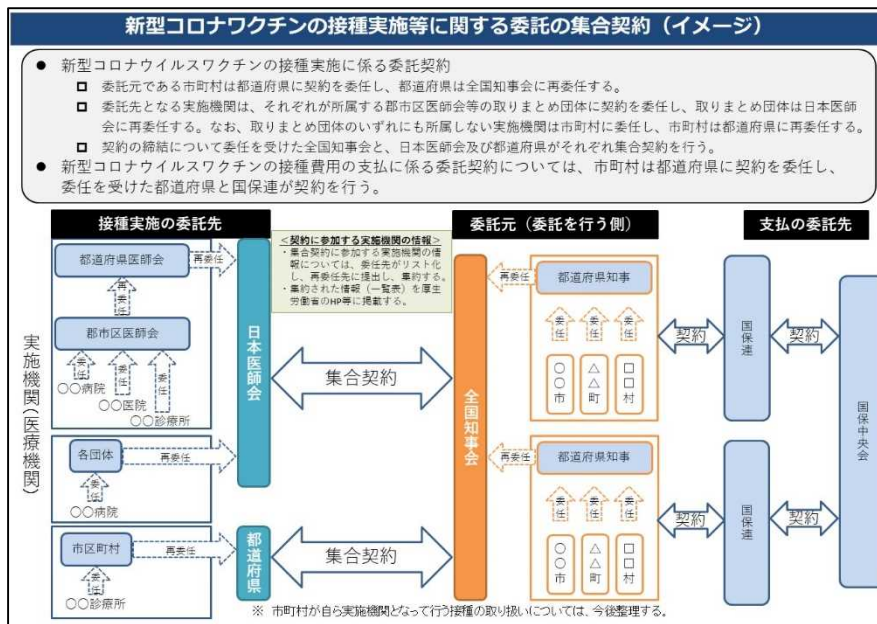 新型コロナワクチンの接種実施等に関する委託の集合契約（イメージ）
● 新型コロナウイルスワクチンの接種実施に係る委託契約
□ 委託元である市町村は都道府県に契約を委任し、都道府県は全国知事会に再委任する。
□ 委託先となる実施機関は、それぞれが所属する郡市区医師会等の取りまとめ団体に契約を委任し、取りまとめ団体は日本医師
会に再委任する。なお、取りまとめ団体のいずれにも所属しない実施機関は市町村に委任し、市町村は都道府県に再委任する。
□ 契約の締結について委任を受けた全国知事会と、日本医師会及び都道府県がそれぞれ集合契約を行う。
● 新型コロナウイルスワクチンの接種費用の支払に係る委託契約については、市町村は都道府県に契約を委任し、
委任を受けた都道府県と国保連が契約を行う。
接種実施の委託先
委託元（委託を行う側）
支払の委託先
＜契約に参加する実施機関の情報＞
・集合契約に参加する実施機関の情
報については、委任先がリスト化
し、再委任先に提出し、集約する。
・集約された情報（一覧表）を厚生
労働省のHP等に掲載する。
実施機関（医療機関）
都道府県医師会
再委任
再委任
郡市区医師会
委任
委任
委任
〇〇病院
〇〇医院
〇〇診療所
各団体
再委任
委任
〇〇病院
市区町村
再委任
委任
〇〇診療所
日本医師会
都道府県
集合契約
集合契約
全国知事会
再委任
都道府県知事
委任
委任
委任
〇〇市
△△町
□□村
再委任
都道府県知事
委任
委任
委任
〇〇市
△△町
□□村
契約
国保連
契約
契約
国保連
契約
国保中央会
※ 市町村が自ら実施機関となって行う接種の取り扱いについては、今後整理する。